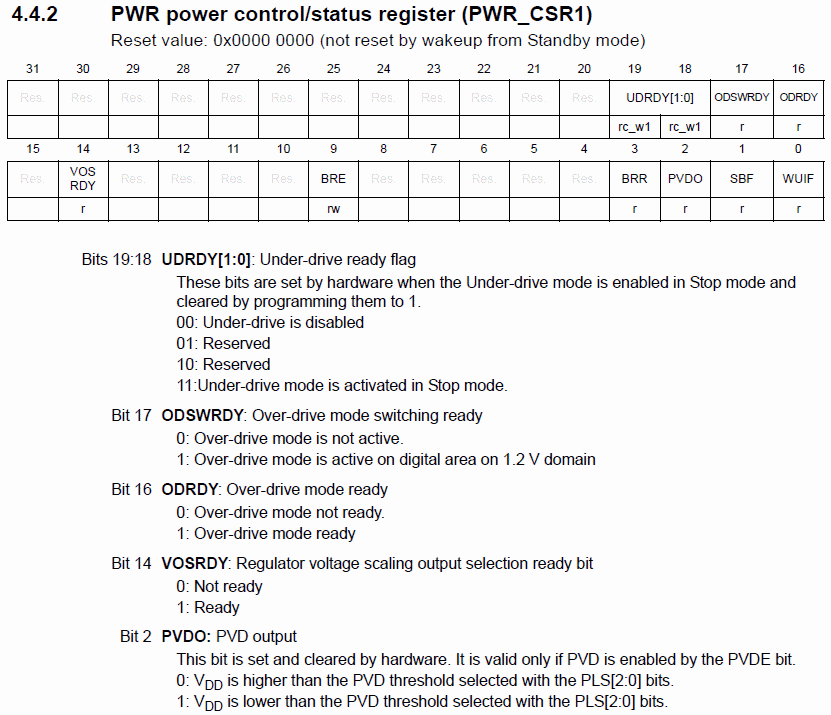 4.4.2 PWR power control/status register (PWR_CSR1)
Reset value: 0x0000 0000 (not reset by wakeup from Standby mode)
31 30 29 28 27 26 25 24 23 22 21 20 19 18 17 16
Res. Res. Res. Res. Res. Res. Res. Res. Res. Res. Res. Res. UDRDY[1:0] ODSWRDY ODRDY
rc_w1 rc_w1 r r
15 14 13 12 11 10 9 8 7 6 5 4 3 2 1 0
Res. VOS RDY Res. Res. Res. Res. BRE Res. Res. Res. Res. Res. BRR PVDO SBF WUIF
r rw r r r r
Bits 19:18 UDRDY[1:0]: Under-drive ready flag
These bits are set by hardware when the Under-drive mode is enabled in Stop mode and
cleared by programming them to 1.
00: Under-drive is disabled
01: Reserved
10: Reserved
11:Under-drive mode is activated in Stop mode.
Bit 17 ODSWRDY: Over-drive mode switching ready
0: Over-drive mode is not active.
1: Over-drive mode is active on digital area on 1.2 V domain
Bit 16 ODRDY: Over-drive mode ready
0: Over-drive mode not ready.
1: Over-drive mode ready
Bit 14 VOSRDY: Regulator voltage scaling output selection ready bit
0: Not ready
1: Ready
Bit 2 PVDO: PVD output
This bit is set and cleared by hardware. It is valid only if PVD is enabled by the PVDE bit.
0: VDD is higher than the PVD threshold selected with the PLS[2:0] bits.
1: VDD is lower than the PVD threshold selected with the PLS[2:0] bits.